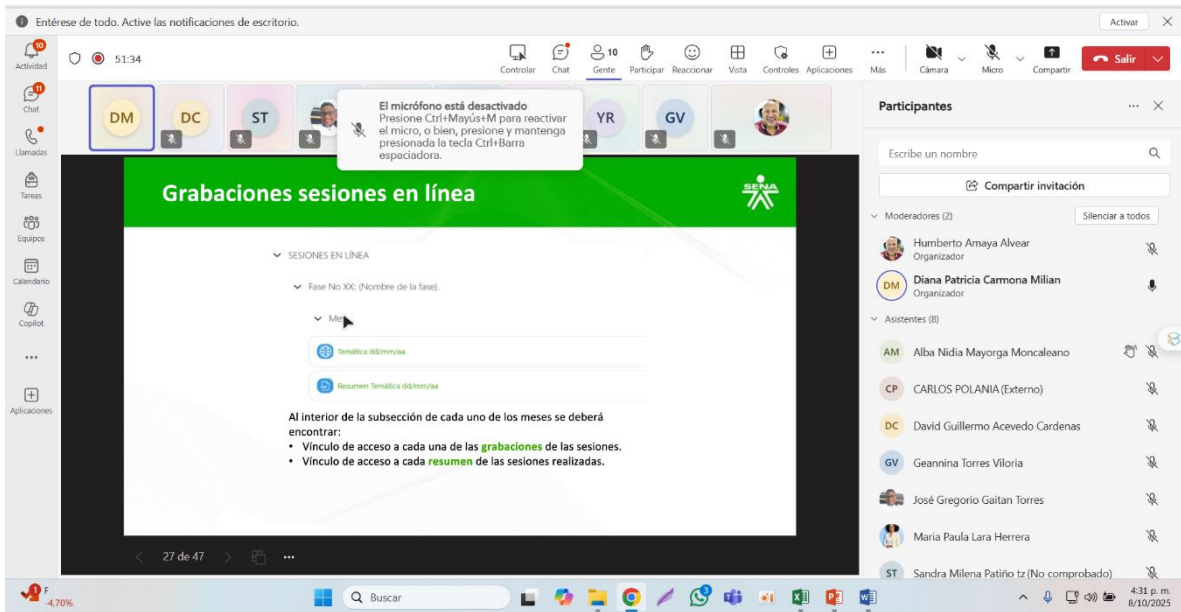 Entérese de todo. Active las notificaciones de escritorio.
Activar
10
Actividad
51:34
Controlar
Chat
10
Gente
Participar
Reaccionar
Vista
Controles
Aplicaciones
Más
Cámara
Micro
Compartir
Salir
Chat
Llamadas
Tareas
Equipos
Calendario
Copilot
Aplicaciones
DM
DC
ST
YR
GV
El micrófono está desactivado
Presione Ctrl+Mayús+M para reactivar
el micro, o bien, presione y mantenga
presionada la tecla Ctrl+Barra
espaciadora.
Grabaciones sesiones en línea
SENA
SESIONES EN LÍNEA
Fase No XX: (Nombre de la fase).
Temática dd/mm/aa
Resumen Temática dd/mm/aa
Al interior de la subsección de cada uno de los meses se deberá
encontrar:
• Vínculo de acceso a cada una de las grabaciones de las sesiones.
• Vínculo de acceso a cada resumen de las sesiones realizadas.
27 de 47
Participantes
Escribe un nombre
Compartir invitación
Moderadores (2)
Silenciar a todos
Humberto Amaya Alvear
Organizador
DM
Diana Patricia Carmona Milian
Organizador
Asistentes (8)
AM
Alba Nidia Mayorga Moncaleano
CP
CARLOS POLANIA (Externo)
DC
David Guillermo Acevedo Cardenas
GV
Geannina Torres Viloria
José Gregorio Gaitan Torres
Maria Paula Lara Herrera
ST
Sandra Milena Patiño tz (No comprobado)
1
F
-4,70%
Buscar
3
4:31 p. m.
8/10/2025